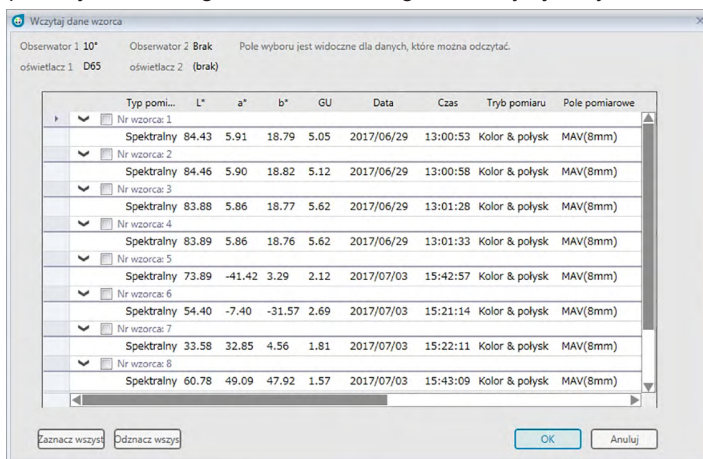 Wczytaj dane wzorca
Obserwator 1 10° Obserwator 2 Brak Pole wyboru jest widoczne dla danych, które można odczytać.
oświetlacz 1 D65 oświetlacz 2 (brak)
Typ pomi... L* a* b* GU Data Czas Tryb pomiaru Pole pomiarowe
Nr wzorca: 1
Spektralny 84.43 5.91 18.79 5.05 2017/06/29 13:00:53 Kolor & połysk MAV(8mm)
Nr wzorca: 2
Spektralny 84.46 5.90 18.82 5.12 2017/06/29 13:00:58 Kolor & połysk MAV(8mm)
Nr wzorca: 3
Spektralny 83.88 5.86 18.77 5.62 2017/06/29 13:01:28 Kolor & połysk MAV(8mm)
Nr wzorca: 4
Spektralny 83.89 5.86 18.76 5.62 2017/06/29 13:01:33 Kolor & połysk MAV(8mm)
Nr wzorca: 5
Spektralny 73.89 -41.42 3.29 2.12 2017/07/03 15:42:57 Kolor & połysk MAV(8mm)
Nr wzorca: 6
Spektralny 54.40 -7.40 -31.57 2.69 2017/07/03 15:21:14 Kolor & połysk MAV(8mm)
Nr wzorca: 7
Spektralny 33.58 32.85 4.56 1.81 2017/07/03 15:22:11 Kolor & połysk MAV(8mm)
Nr wzorca: 8
Spektralny 60.78 49.09 47.92 1.57 2017/07/03 15:43:09 Kolor & połysk MAV(8mm)
Zaznacz wszyst Odznacz wszys OK Anuluj